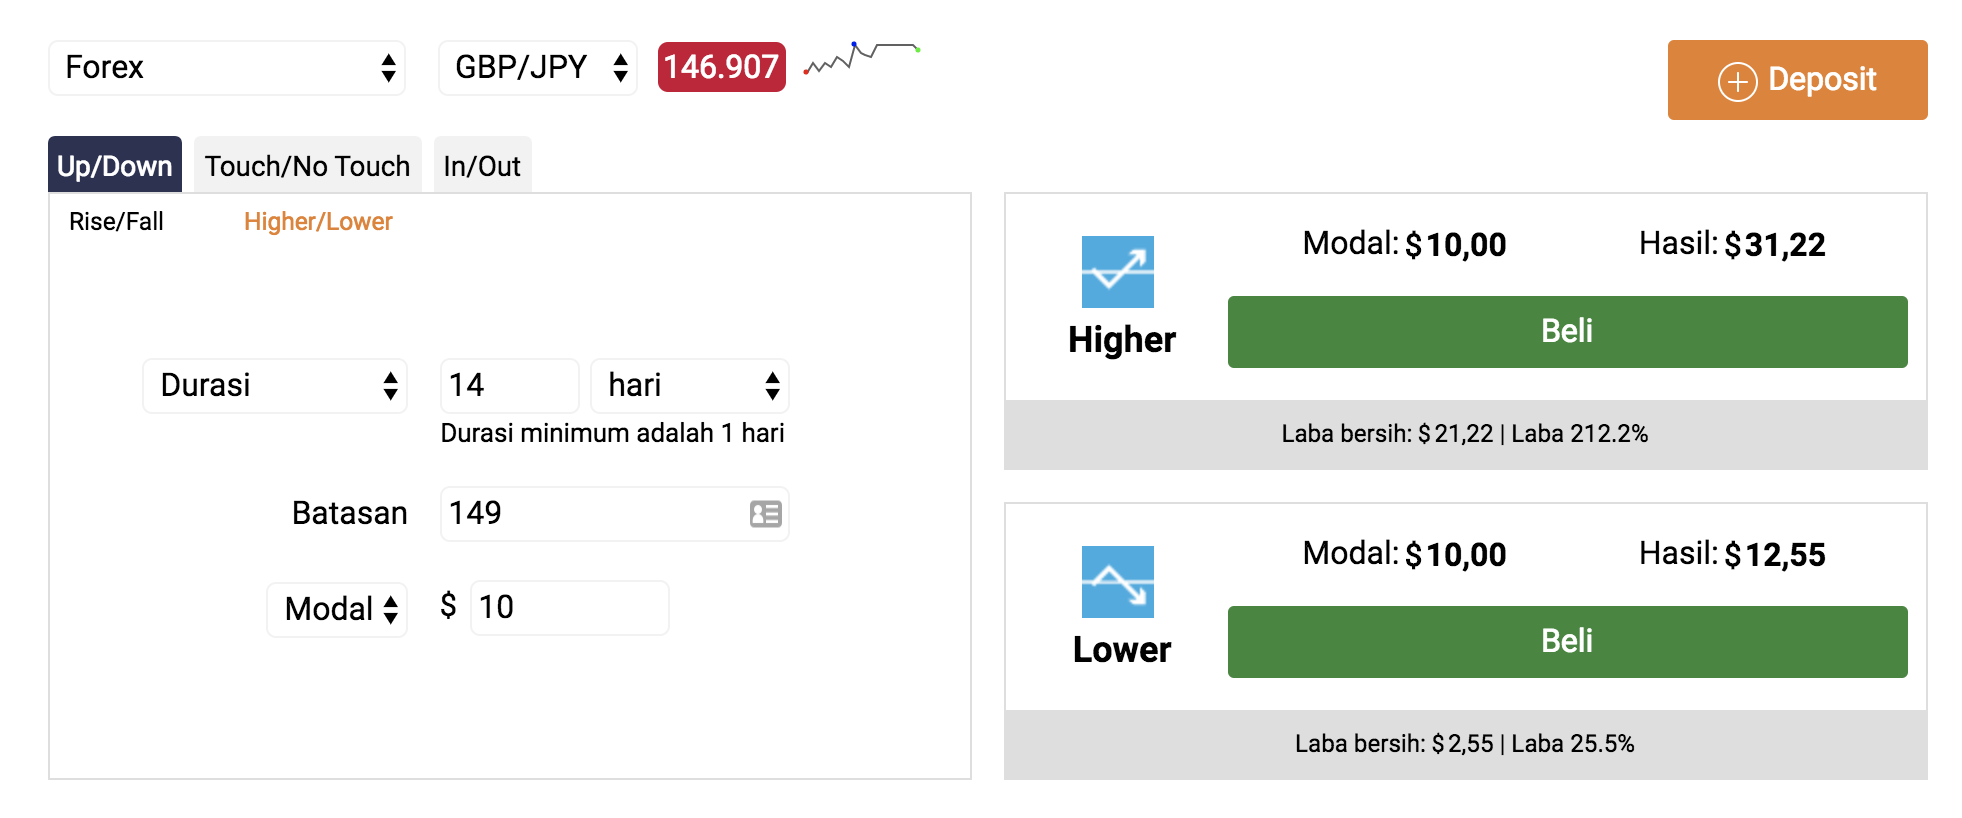 Forex
GBP/JPY
146.907
Deposit
Up/Down
Touch/No Touch
In/Out
Rise/Fall
Higher/Lower
Durasi
14
hari
Durasi minimum adalah 1 hari
Batasan
149
Modal
$
10
Higher
Modal: $10,00
Hasil: $31,22
Beli
Laba bersih: $21,22 | Laba 212.2%
Lower
Modal: $10,00
Hasil: $12,55
Beli
Laba bersih: $2,55 | Laba 25.5%